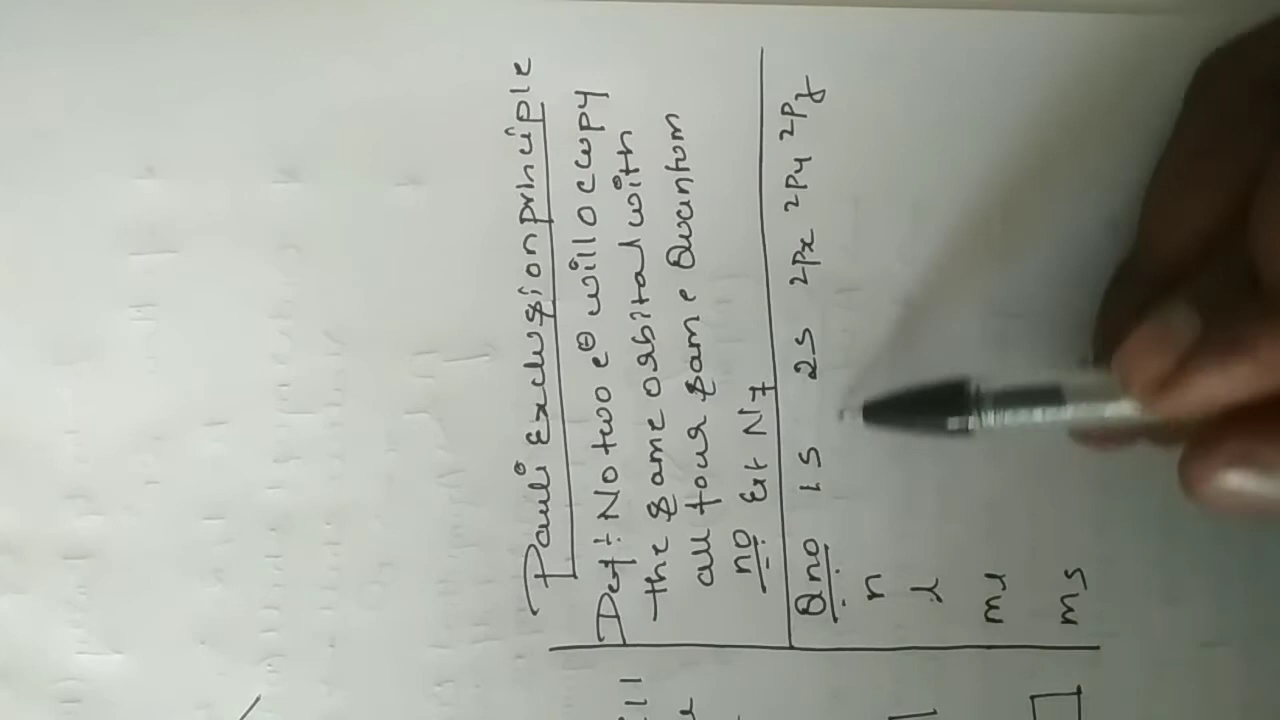 Pauli Exclusion principle
Def: No two e⊖ will occupy
the same orbital with
all four same Quantum
no Ex: N7
Qno 1S 2S 2Px 2Py 2Pz
n
l
ml
ms